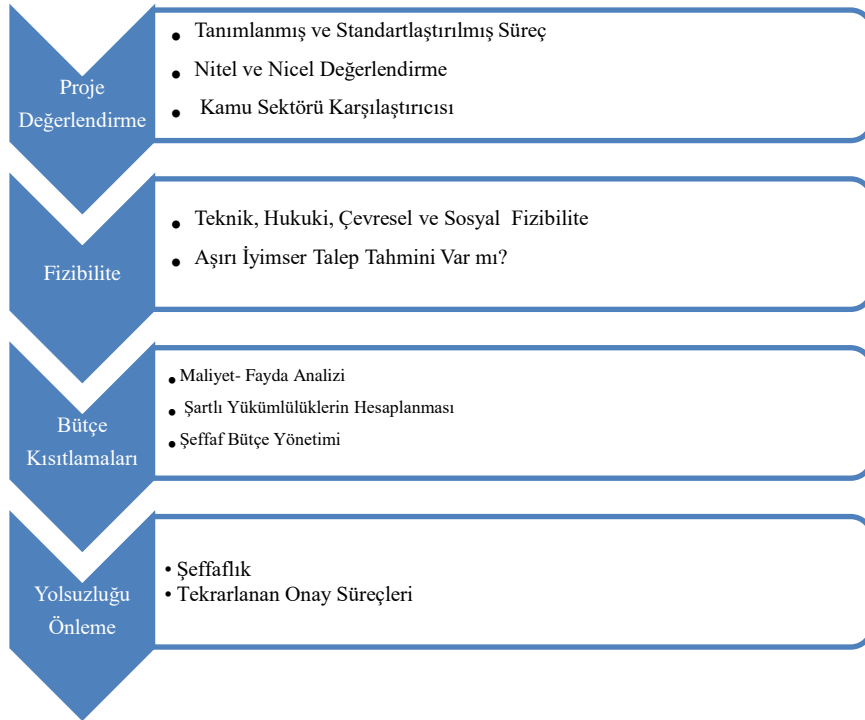 Proje
Değerlendirme
• Tanımlanmış ve Standartlaştırılmış Süreç
• Nitel ve Nicel Değerlendirme
• Kamu Sektörü Karşılaştırıcısı
Fizibilite
• Teknik, Hukuki, Çevresel ve Sosyal Fizibilite
• Aşırı İyimser Talep Tahmini Var mı?
Bütçe
Kısıtlamaları
• Maliyet- Fayda Analizi
• Şartlı Yükümlülüklerin Hesaplanması
• Şeffaf Bütçe Yönetimi
Yolsuzluğu
Önleme
• Şeffaflık
• Tekrarlanan Onay Süreçleri